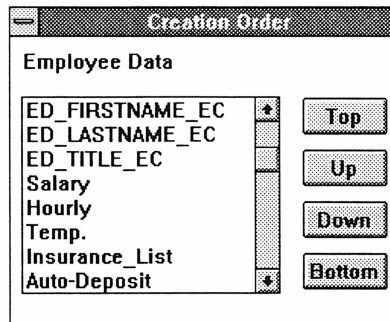 Creation Order
Employee Data
ED_FIRSTNAME_EC
ED_LASTNAME_EC
ED_TITLE_EC
Salary
Hourly
Temp.
Insurance_List
Auto-Deposit
Top
Up
Down
Bottom